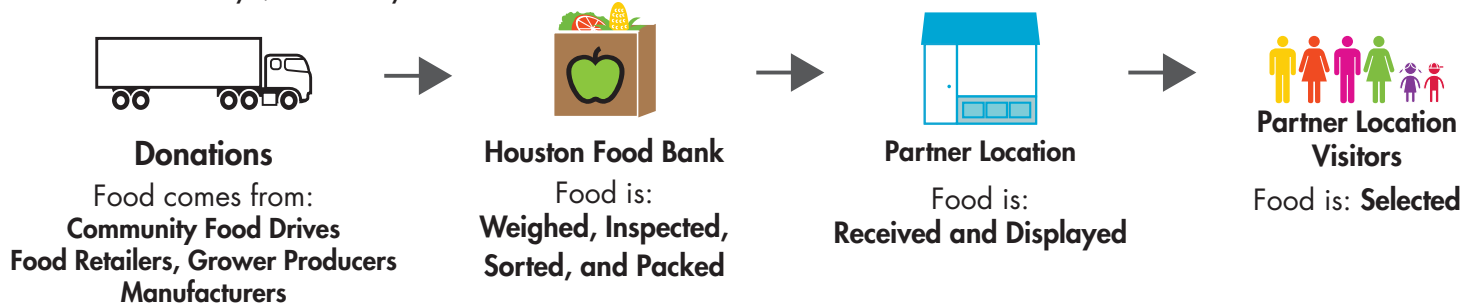 Donations
Food comes from:
Community Food Drives
Food Retailers, Grower Producers
Manufacturers
Houston Food Bank
Food is:
Weighed, Inspected,
Sorted, and Packed
Partner Location
Food is:
Received and Displayed
Partner Location
Visitors
Food is: Selected